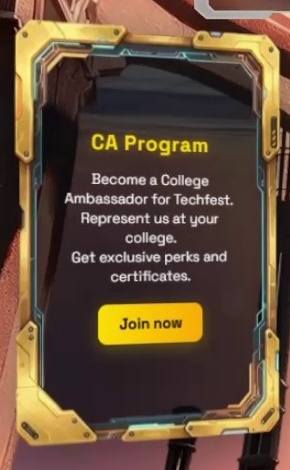 CA Program
Become a College
Ambassador for Techfest.
Represent us at your
college.
Get exclusive perks and
certificates.
Join now